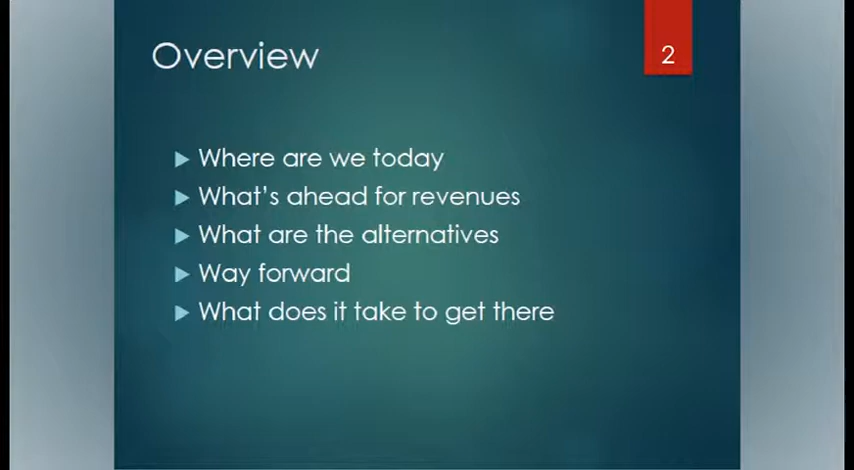 Overview
2
Where are we today
What's ahead for revenues
What are the alternatives
Way forward
What does it take to get there